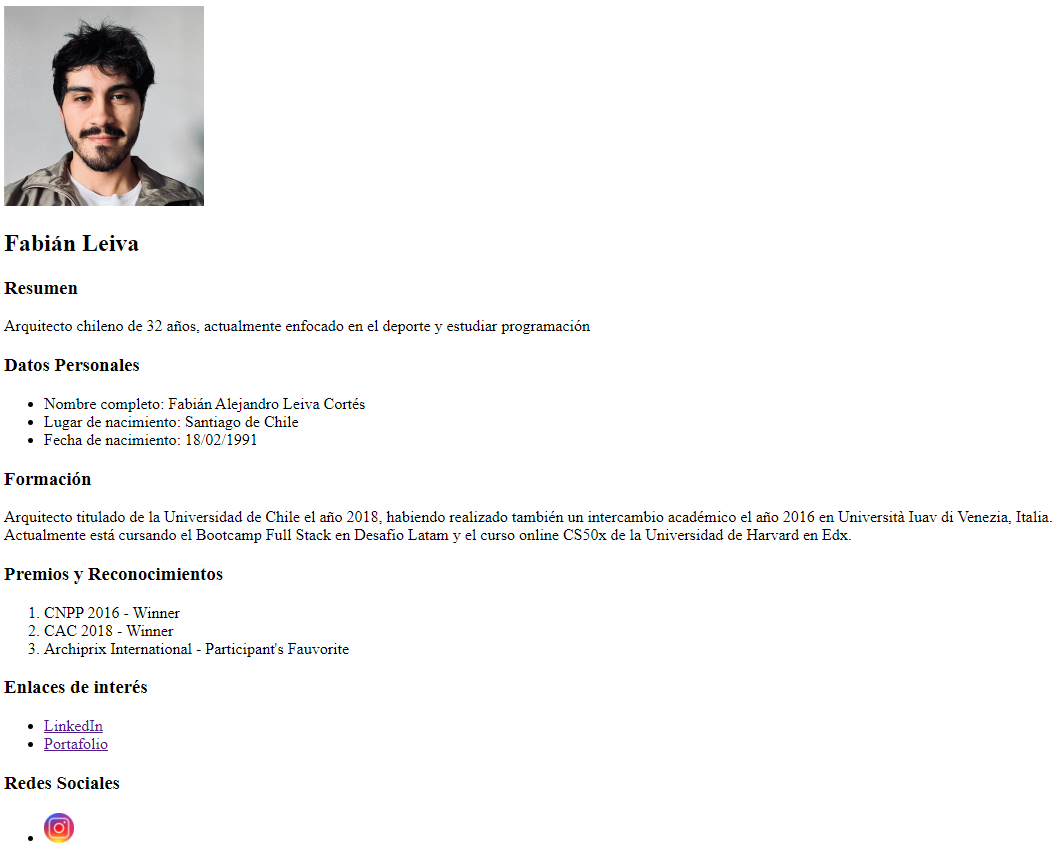 Fabián Leiva
Resumen
Arquitecto chileno de 32 años, actualmente enfocado en el deporte y estudiar programación
Datos Personales
• Nombre completo: Fabián Alejandro Leiva Cortés
• Lugar de nacimiento: Santiago de Chile
• Fecha de nacimiento: 18/02/1991
Formación
Arquitecto titulado de la Universidad de Chile el año 2018, habiendo realizado también un intercambio académico el año 2016 en Università Iuav di Venezia, Italia.
Actualmente está cursando el Bootcamp Full Stack en Desafio Latam y el curso online CS50x de la Universidad de Harvard en Edx.
Premios y Reconocimientos
1. CNPP 2016 - Winner
2. CAC 2018 - Winner
3. Archiprix International - Participant's Fauvorite
Enlaces de interés
• LinkedIn
• Portafolio
Redes Sociales